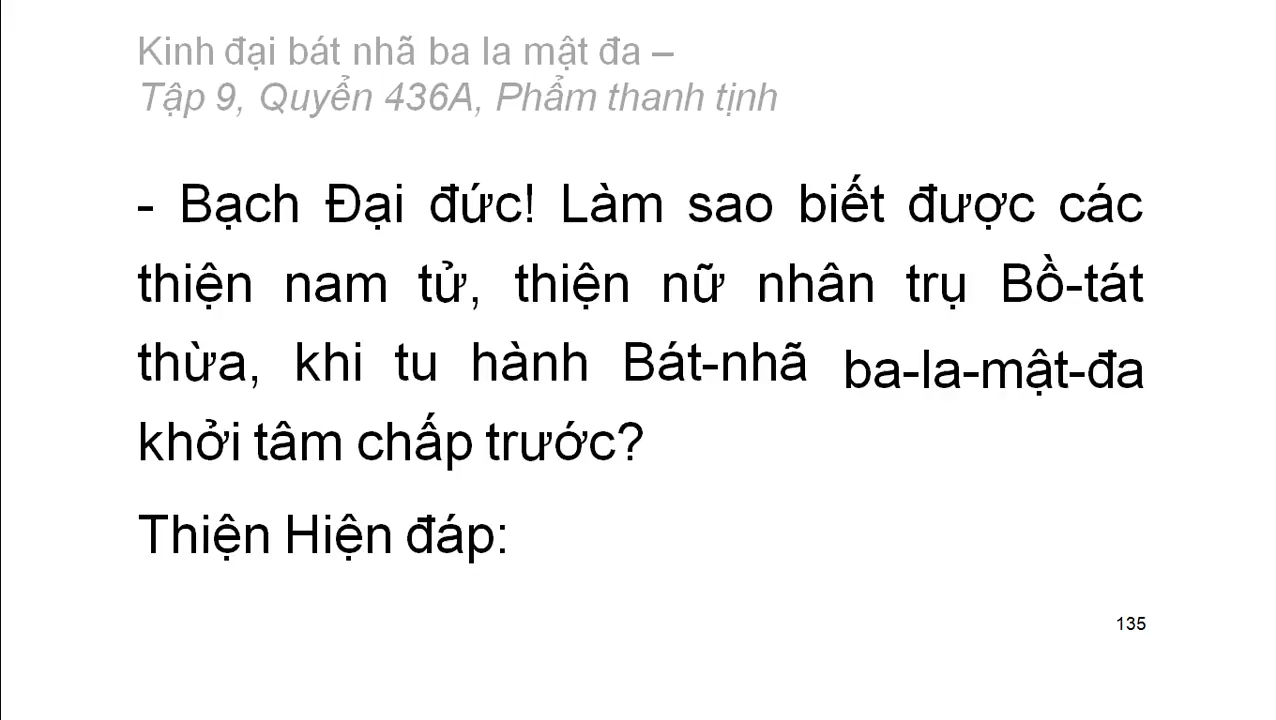 Kinh đại bát nhã ba la mật đa –
Tập 9, Quyển 436A, Phẩm thanh tịnh
- Bạch Đại đức! Làm sao biết được các
thiện nam tử, thiện nữ nhân trụ Bồ-tát
thừa, khi tu hành Bát-nhã ba-la-mật-đa
khởi tâm chấp trước?
Thiện Hiện đáp:
135